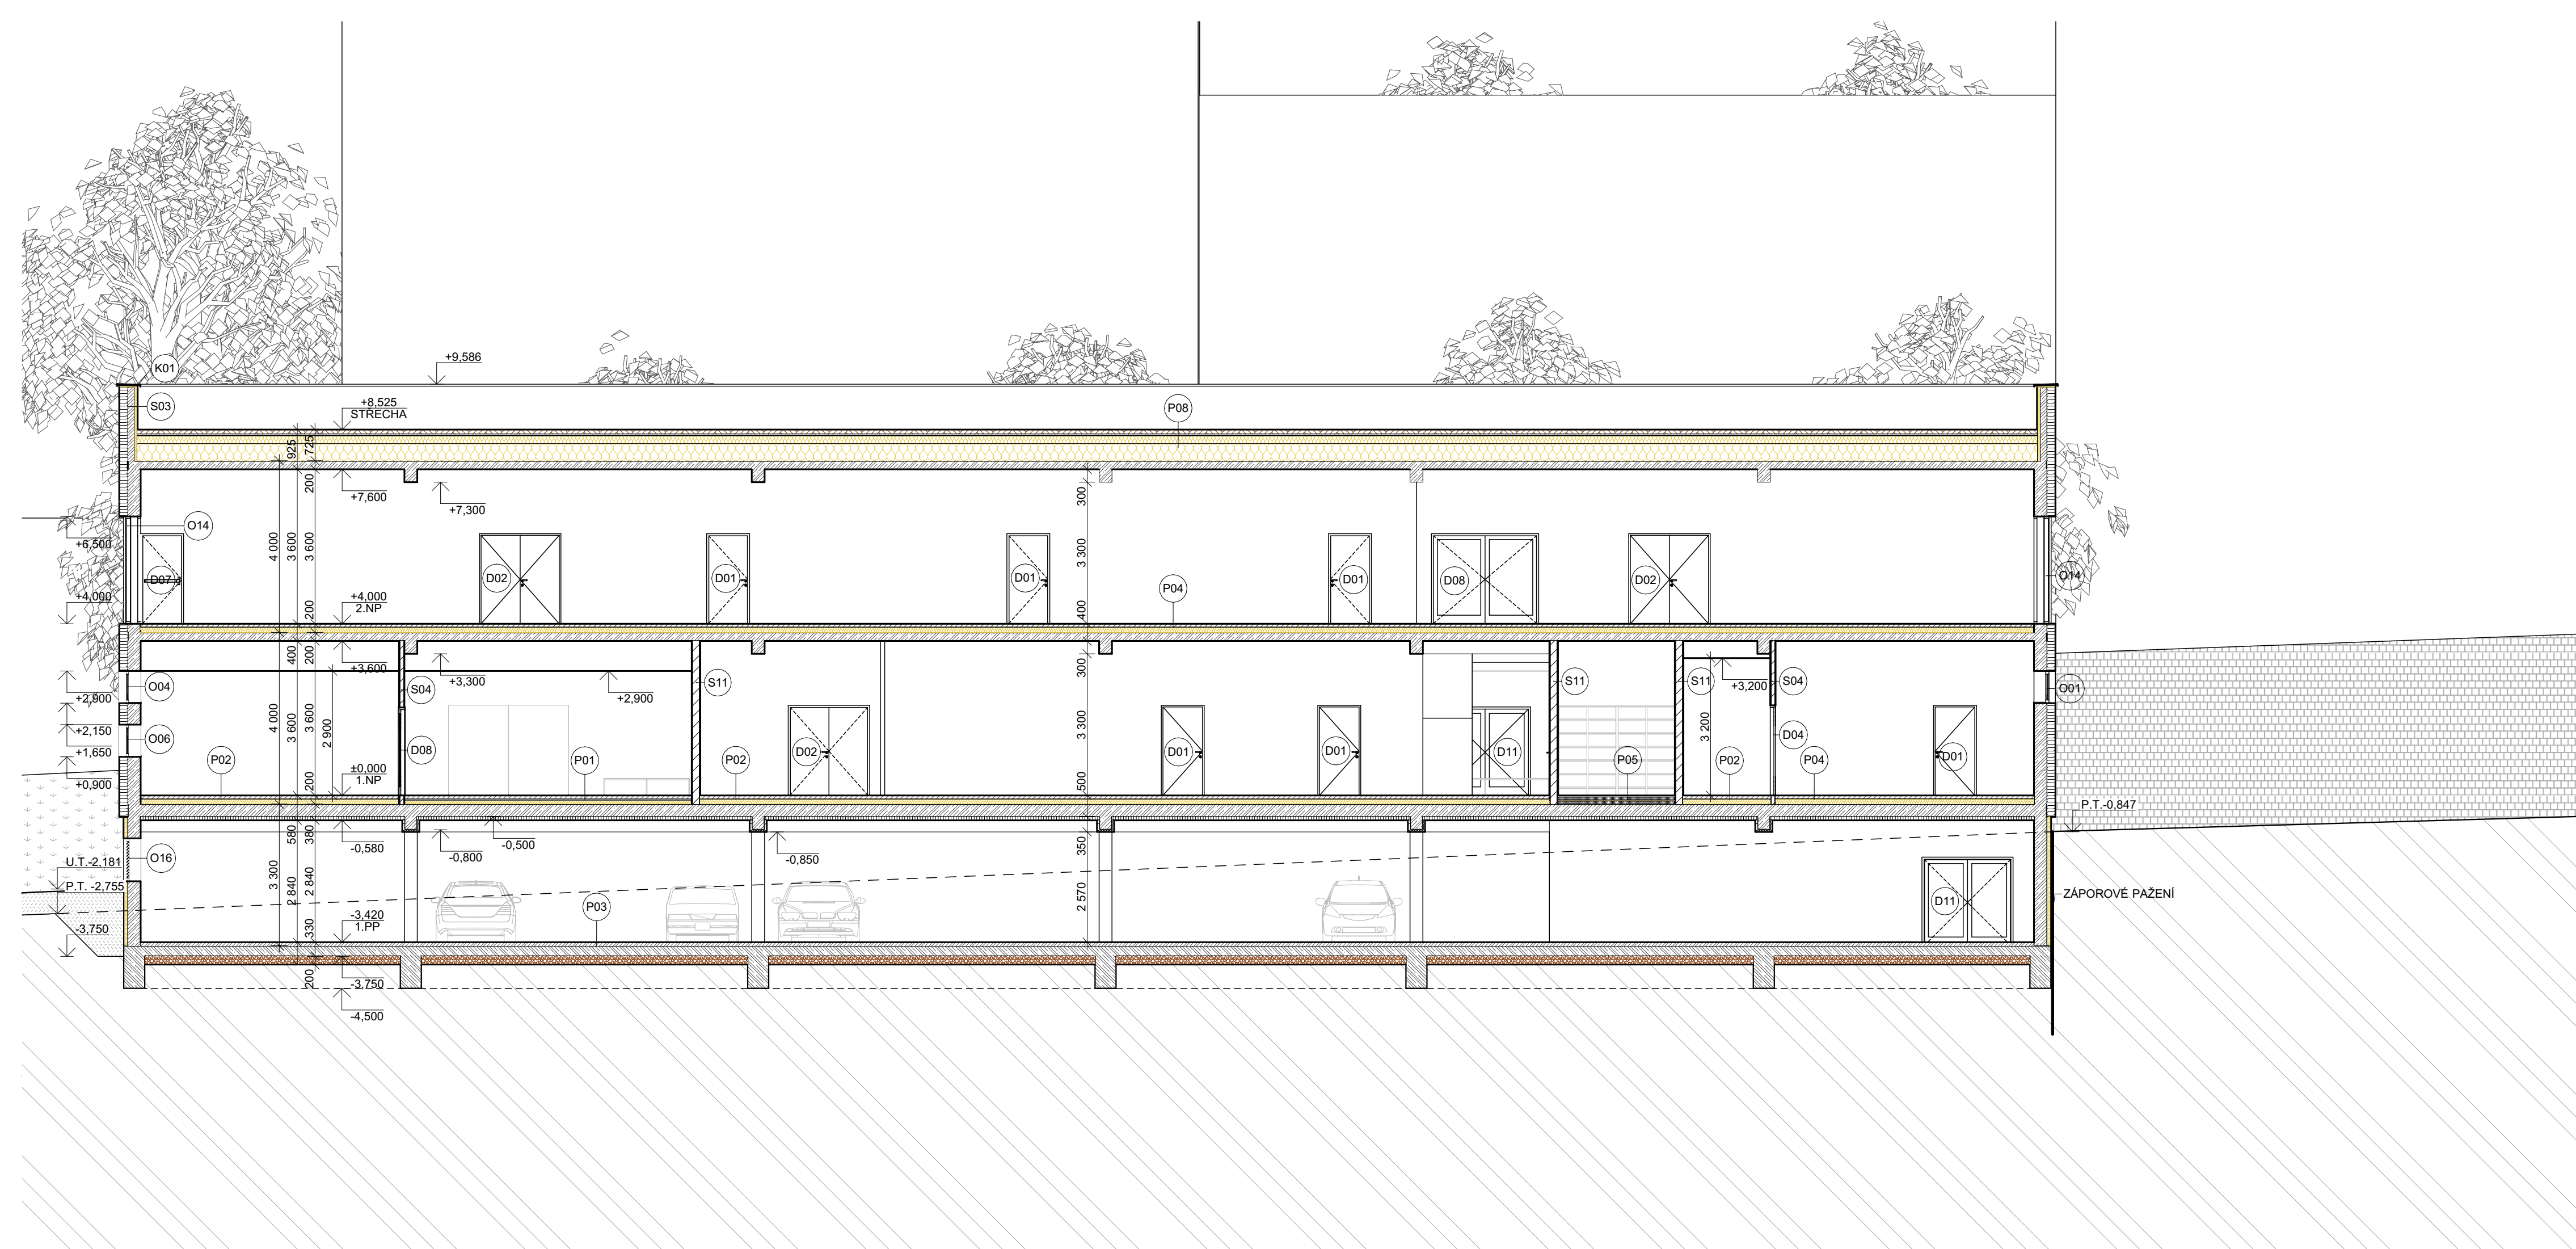 +9,586
K01
S03
+8,525
STŘECHA
P08
925
725
200
+7,600
+7,300
300
O14
+6,500
4 000
3 600
3 600
3 300
D07
D02
D01
D01
D01
D08
D02
O14
P04
+4,000
+4,000
2.NP
200
400
400
200
+3,600
+3,300
300
+2,900
O04
+2,900
S04
S11
S11
S11
+3,200
S04
O01
+2,150
O06
+1,650
4 000
3 600
3 600
2 900
3 300
3 200
D08
D02
D01
D01
D11
D04
D01
P02
P01
P02
P05
P02
P04
±0,000
1.NP
+0,900
200
500
P.T.-0,847
580
380
-0,580
-0,800
-0,500
-0,850
350
O16
U.T.-2,181
P.T. -2,755
3 300
2 840
2 840
2 570
D11
ZÁPOROVÉ PAŽENÍ
P03
-3,420
1.PP
-3,750
330
200
-3,750
-4,500